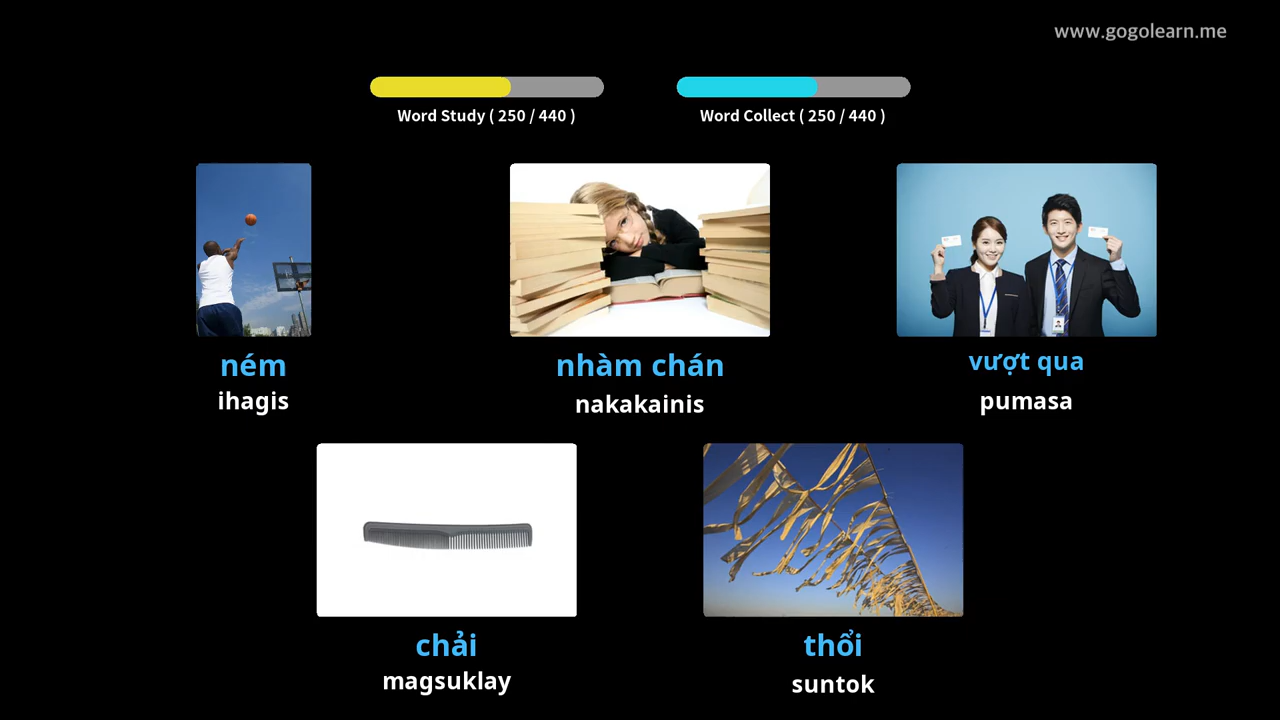 www.gogolearn.me
Word Study ( 250 / 440 )
Word Collect ( 250 / 440 )
ném
ihagis
nhàm chán
nakakainis
vượt qua
pumasa
chải
magsuklay
thổi
suntok